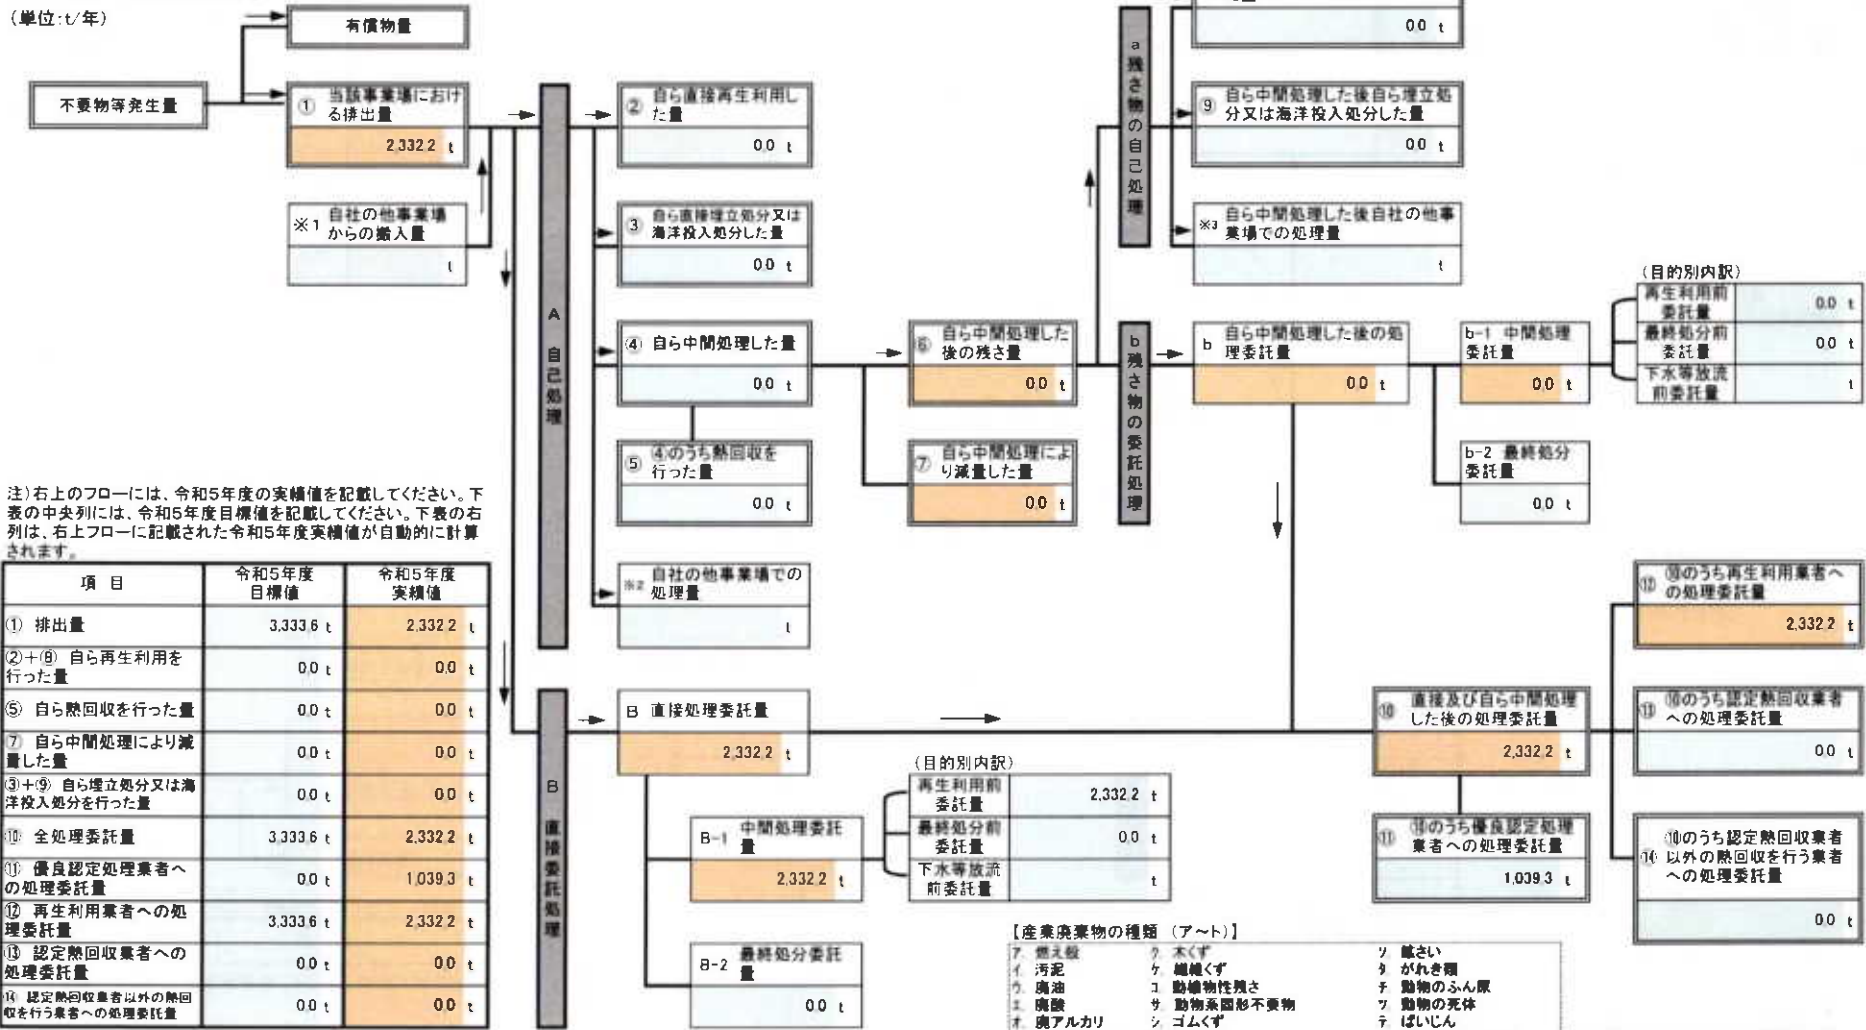 (単位:t/年)
有償物量
不要物等発生量
① 当該事業場におけ
る排出量
2,332.2 t
※1 自社の他事業場
からの搬入量
t
A 自己処理
② 自ら直接再生利用し
た量
0.0 t
③ 自ら直接埋立処分又は
海洋投入処分した量
0.0 t
④ 自ら中間処理した量
0.0 t
⑤ ④のうち熱回収を
行った量
0.0 t
※2 自社の他事業場での
処理量
t
⑥ 自ら中間処理した
後の残さ量
0.0 t
⑦ 自ら中間処理によ
り減量した量
0.0 t
a 残さ物の自己処理
0.0 t
⑨ 自ら中間処理した後自ら埋立処
分又は海洋投入処分した量
0.0 t
※3 自ら中間処理した後自社の他事
業場での処理量
t
b 残さ物の委託処理
b 自ら中間処理した後の処
理委託量
0.0 t
b-1 中間処理
委託量
0.0 t
(目的別内訳)
再生利用前
委託量 0.0 t
最終処分前
委託量 0.0 t
下水等放流
前委託量 t
b-2 最終処分
委託量
0.0 t
注)右上のフローには、令和5年度の実績値を記載してください。下
表の中央列には、令和5年度目標値を記載してください。下表の右
列は、右上フローに記載された令和5年度実績値が自動的に計算
されます。
項 目 令和5年度
目標値 令和5年度
実績値
① 排出量 3,333.6 t 2,332.2 t
②+⑧ 自ら再生利用を
行った量 0.0 t 0.0 t
⑤ 自ら熱回収を行った量 0.0 t 0.0 t
⑦ 自ら中間処理により減
量した量 0.0 t 0.0 t
③+⑨ 自ら埋立処分又は海
洋投入処分を行った量 0.0 t 0.0 t
⑩ 全処理委託量 3,333.6 t 2,332.2 t
⑪ 優良認定処理業者へ
の処理委託量 0.0 t 1,039.3 t
⑫ 再生利用業者への処
理委託量 3,333.6 t 2,332.2 t
⑬ 認定熱回収業者への
処理委託量 0.0 t 0.0 t
⑭ 認定熱回収業者以外の熱回
収を行う業者への処理委託量 0.0 t 0.0 t
B 直接委託処理
B 直接処理委託量
2,332.2 t
B-1 中間処理委託
量
2,332.2 t
(目的別内訳)
再生利用前
委託量 2,332.2 t
最終処分前
委託量 0.0 t
下水等放流
前委託量 t
B-2 最終処分委託
量
0.0 t
⑩ 直接及び自ら中間処理
した後の処理委託量
2,332.2 t
⑪ ⑩のうち優良認定処理
業者への処理委託量
1,039.3 t
⑫ ⑩のうち再生利用業者へ
の処理委託量
2,332.2 t
⑬ ⑩のうち認定熱回収業者
への処理委託量
0.0 t
⑭ ⑩のうち認定熱回収業者
以外の熱回収を行う業者
への処理委託量
0.0 t
【産業廃棄物の種類 (ア~ト)】
ア. 燃え殻 ク. 木くず ソ. 鉱さい
イ. 汚泥 ケ. 繊維くず タ. がれき類
ウ. 廃油 コ. 動植物性残さ チ. 動物のふん尿
エ. 廃酸 サ. 動物系固形不要物 ツ. 動物の死体
オ. 廃アルカリ シ. ゴムくず テ. ばいじん